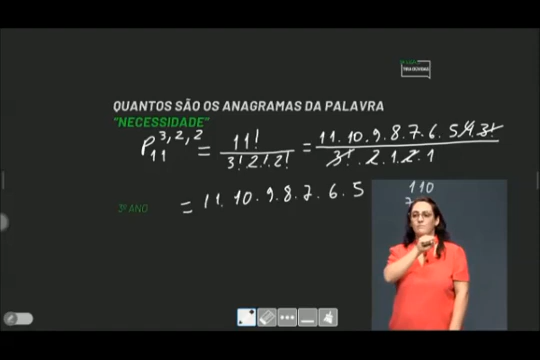 TIRA DÚVIDAS
QUANTOS SÃO OS ANAGRAMAS DA PALAVRA
"NECESSIDADE"
P₁₁^3,2,2 = 11! / 3!.2!.2! = 11.10.9.8.7.6.5.4.3! / 3!.2.1.2.1
3º ANO
= 11.10.9.8.7.6.5
110